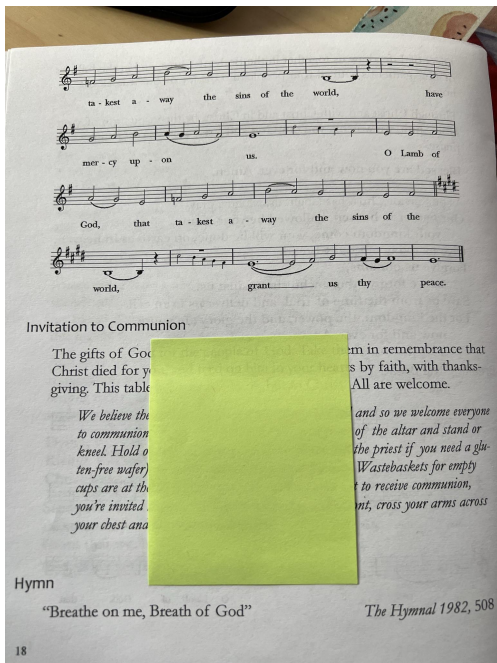 ta - kest a - way the sins of the world, have
mer - cy up - on us. O Lamb of
God, that ta - kest a - way the sins of the
world, grant us thy peace.
Invitation to Communion
The gifts of God em in remembrance that
Christ died for y s by faith, with thanks-
giving. This table All are welcome.
We believe the and so we welcome everyone
to communion of the altar and stand or
kneel. Hold o the priest if you need a glu-
ten-free wafer) Wastebaskets for empty
cups are at the t to receive communion,
you're invited nt, cross your arms across
your chest and
Hymn
"Breathe on me, Breath of God" The Hymnal 1982, 508
18